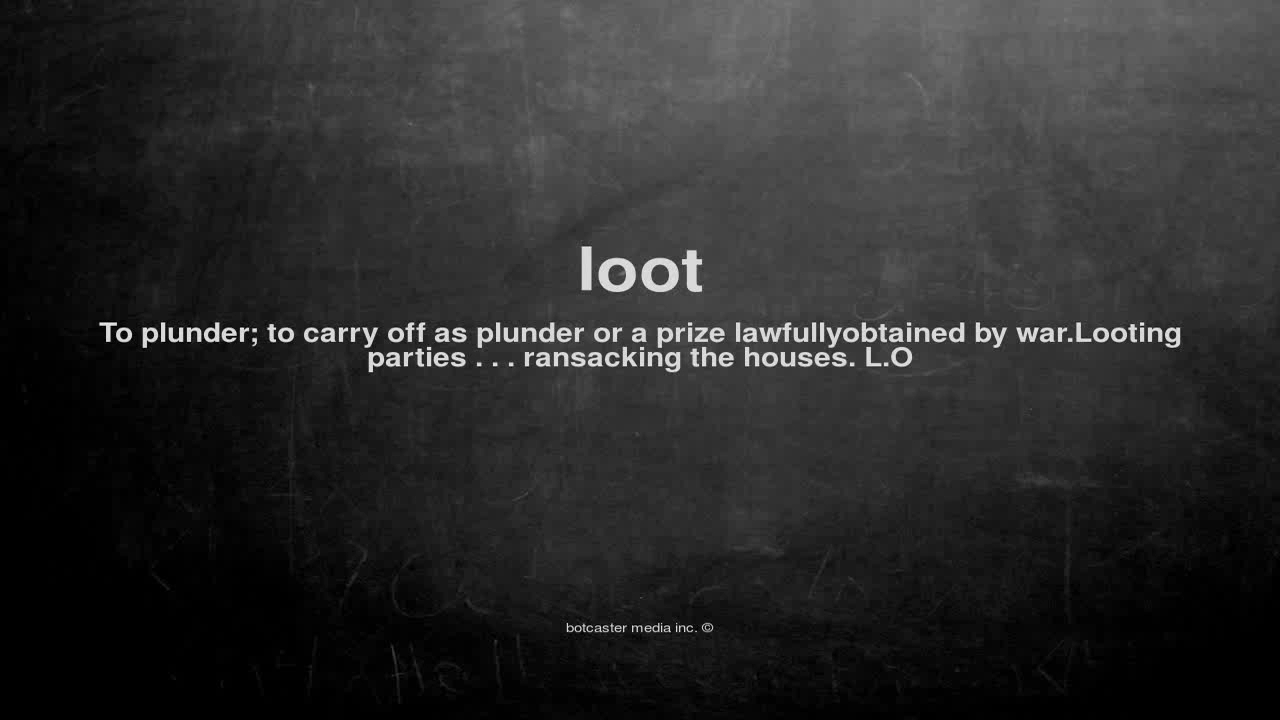 loot
To plunder; to carry off as plunder or a prize lawfullyobtained by war.Looting
parties . . . ransacking the houses. L.O
botcaster media inc. ©